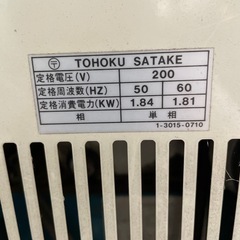 〒 TOHOKU SATAKE
定格電圧(V) 200
定格周波数(HZ) 50 60
定格消費電力(KW) 1.84 1.81
相 単相
1-3015-0710